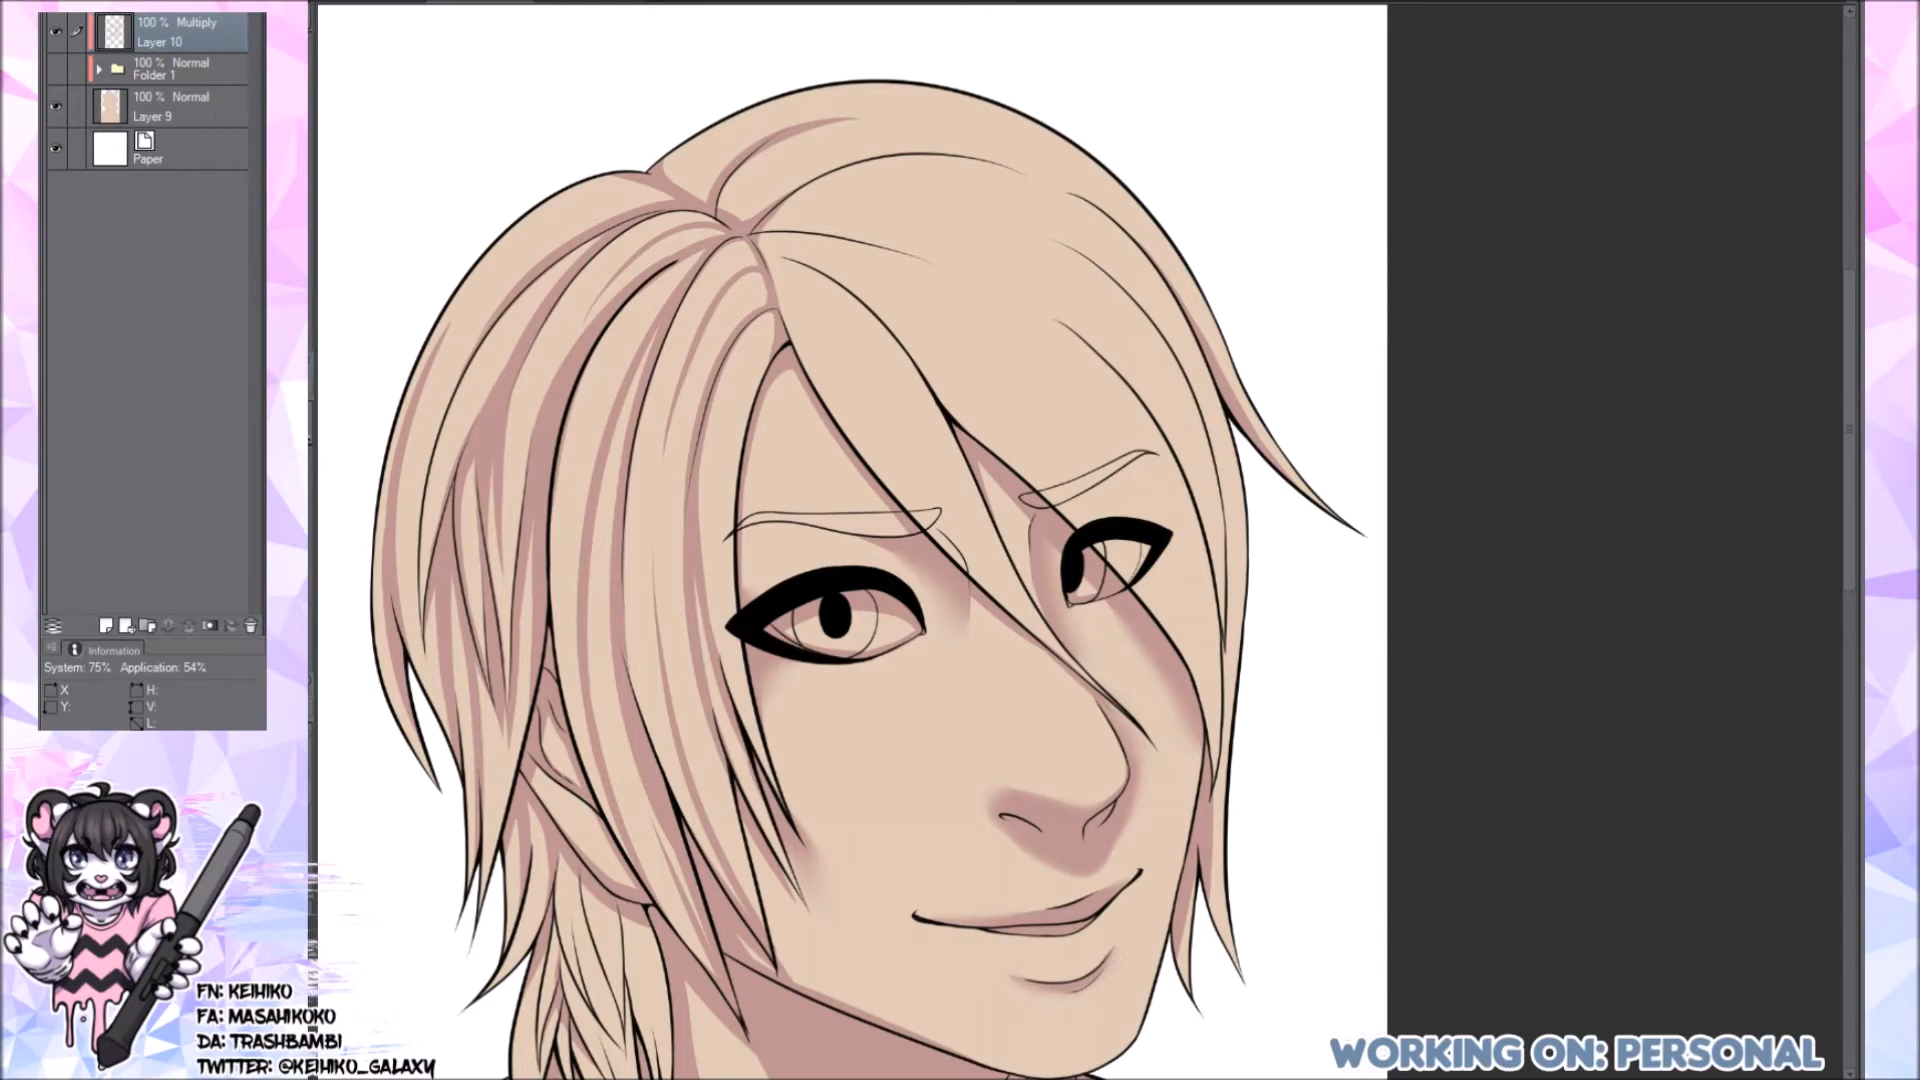 100 % Multiply
Layer 10
100 % Normal
Folder 1
100 % Normal
Layer 9
Paper
Information
System: 75% Application: 54%
X H:
Y: V:
L:
FN: KEIHIKO
FA: MASAHIKOKO
DA: TRASHBAMBI
TWITTER: @KEIHIKO_GALAXY
WORKING ON: PERSONAL